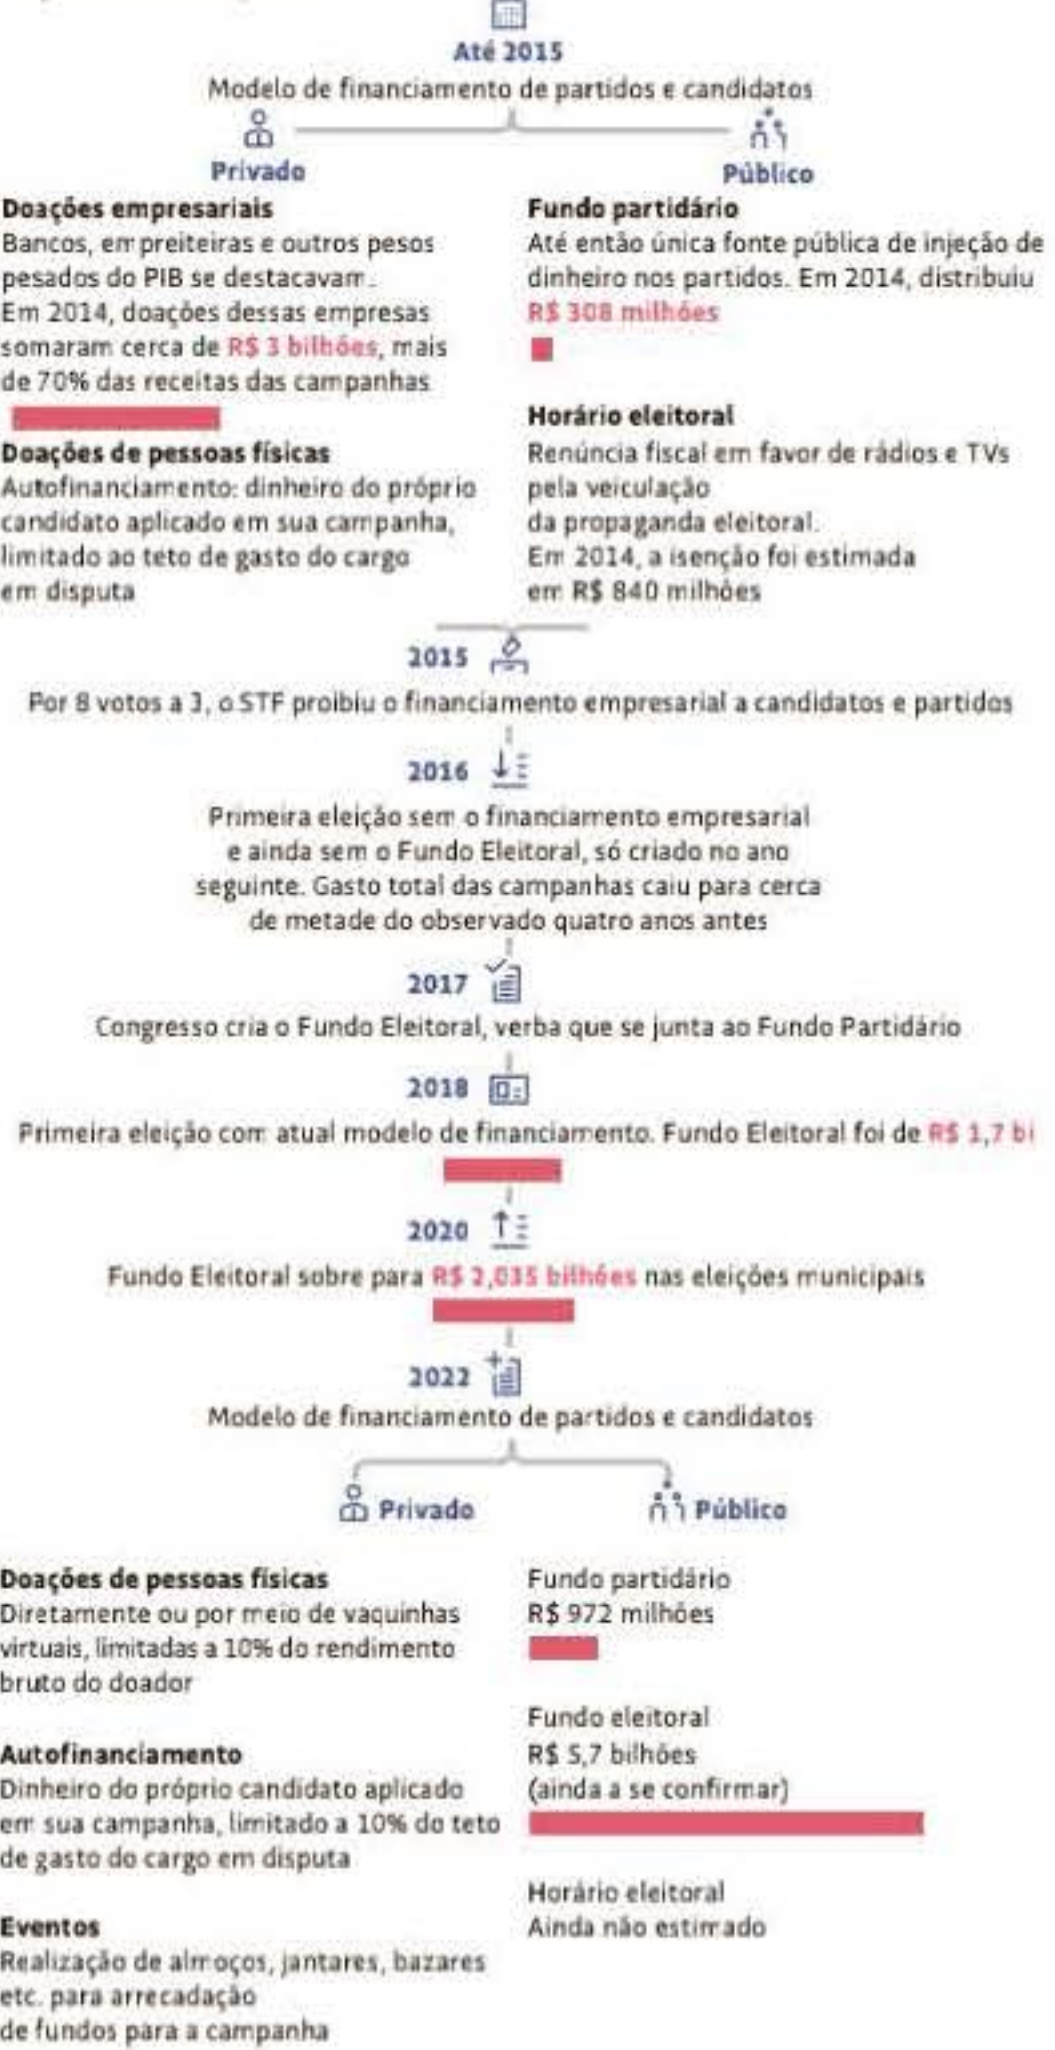 Até 2015
Modelo de financiamento de partidos e candidatos
Privado
Doações empresariais
Bancos, empreiteiras e outros pesos
pesados do PIB se destacavam.
Em 2014, doações dessas empresas
somaram cerca de R$ 3 bilhões, mais
de 70% das receitas das campanhas
Doações de pessoas físicas
Autofinanciamento: dinheiro do próprio
candidato aplicado em sua campanha,
limitado ao teto de gasto do cargo
em disputa
Público
Fundo partidário
Até então única fonte pública de injeção de
dinheiro nos partidos. Em 2014, distribuiu
R$ 308 milhões
Horário eleitoral
Renúncia fiscal em favor de rádios e TVs
pela veiculação
da propaganda eleitoral.
Em 2014, a isenção foi estimada
em R$ 840 milhões
2015
Por 8 votos a 3, o STF proibiu o financiamento empresarial a candidatos e partidos
2016
Primeira eleição sem o financiamento empresarial
e ainda sem o Fundo Eleitoral, só criado no ano
seguinte. Gasto total das campanhas caiu para cerca
de metade do observado quatro anos antes
2017
Congresso cria o Fundo Eleitoral, verba que se junta ao Fundo Partidário
2018
Primeira eleição com atual modelo de financiamento. Fundo Eleitoral foi de R$ 1,7 bi
2020
Fundo Eleitoral sobre para R$ 2,035 bilhões nas eleições municipais
2022
Modelo de financiamento de partidos e candidatos
Privado
Doações de pessoas físicas
Diretamente ou por meio de vaquinhas
virtuais, limitadas a 10% do rendimento
bruto do doador
Autofinanciamento
Dinheiro do próprio candidato aplicado
em sua campanha, limitado a 10% do teto
de gasto do cargo em disputa
Eventos
Realização de almoços, jantares, bazares
etc. para arrecadação
de fundos para a campanha
Público
Fundo partidário
R$ 972 milhões
Fundo eleitoral
R$ 5,7 bilhões
(ainda a se confirmar)
Horário eleitoral
Ainda não estimado